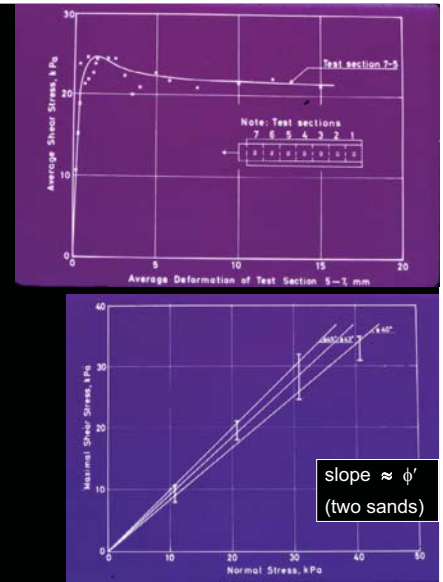 30
20
10
0
0
5
10
15
20
Average Shear Stress, kPa
Test section 7-5
Note: Test sections
7 6 5 4 3 2 1
Average Deformation of Test Section 5-7, mm
40
30
20
10
0
0
10
20
30
40
50
Maximal Shear Stress, kPa
φ=40°
Normal Stress, kPa
slope ≈ ϕ′
(two sands)